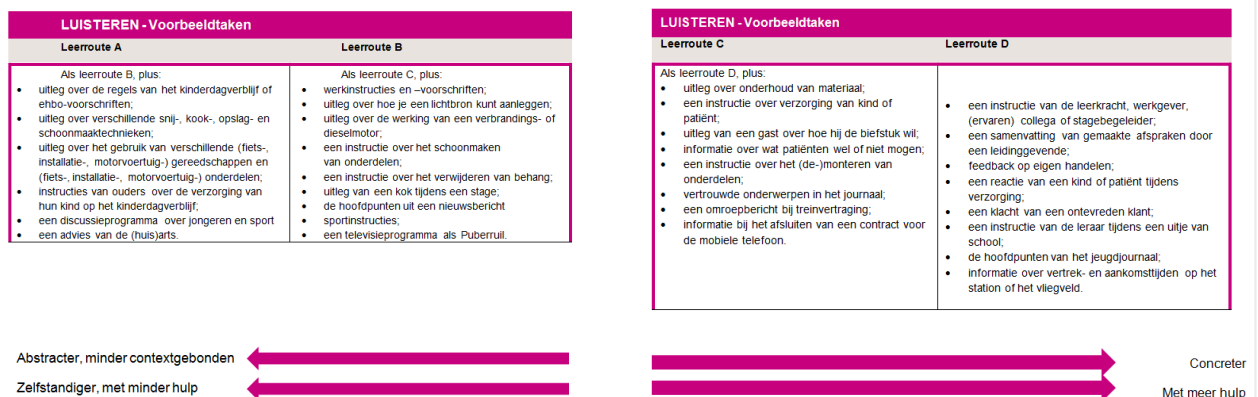 LUISTEREN - Voorbeeldtaken
Leerroute A
Als leerroute B, plus:
• uitleg over de regels van het kinderdagverblijf of
ehbo-voorschriften;
• uitleg over verschillende snij-, kook-, opslag- en
schoonmaaktechnieken;
• uitleg over het gebruik van verschillende (fiets-,
installatie-, motorvoertuig-) gereedschappen en
(fiets-, installatie-, motorvoertuig-) onderdelen;
• instructies van ouders over de verzorging van
hun kind op het kinderdagverblijf;
• een discussieprogramma over jongeren en sport
• een advies van de (huis)arts.
Leerroute B
Als leerroute C, plus:
• werkinstructies en –voorschriften;
• uitleg over hoe je een lichtbron kunt aanleggen;
• uitleg over de werking van een verbrandings- of
dieselmotor;
• een instructie over het schoonmaken
van onderdelen;
• een instructie over het verwijderen van behang;
• uitleg van een kok tijdens een stage;
• de hoofdpunten uit een nieuwsbericht
• sportinstructies;
• een televisieprogramma als Puberruil.
LUISTEREN - Voorbeeldtaken
Leerroute C
Als leerroute D, plus:
• uitleg over onderhoud van materiaal;
• een instructie over verzorging van kind of
patiënt;
• uitleg van een gast over hoe hij de biefstuk wil;
• informatie over wat patiënten wel of niet mogen;
• een instructie over het (de-)monteren van
onderdelen;
• vertrouwde onderwerpen in het journaal;
• een omroepbericht bij treinvertraging;
• informatie bij het afsluiten van een contract voor
de mobiele telefoon.
Leerroute D
• een instructie van de leerkracht, werkgever,
(ervaren) collega of stagebegeleider;
• een samenvatting van gemaakte afspraken door
een leidinggevende;
• feedback op eigen handelen;
• een reactie van een kind of patiënt tijdens
verzorging;
• een klacht van een ontevreden klant;
• een instructie van de leraar tijdens een uitje van
school;
• de hoofdpunten van het jeugdjournaal;
• informatie over vertrek- en aankomsttijden op het
station of het vliegveld.
Abstracter, minder contextgebonden
Concreter
Zelfstandiger, met minder hulp
Met meer hulp